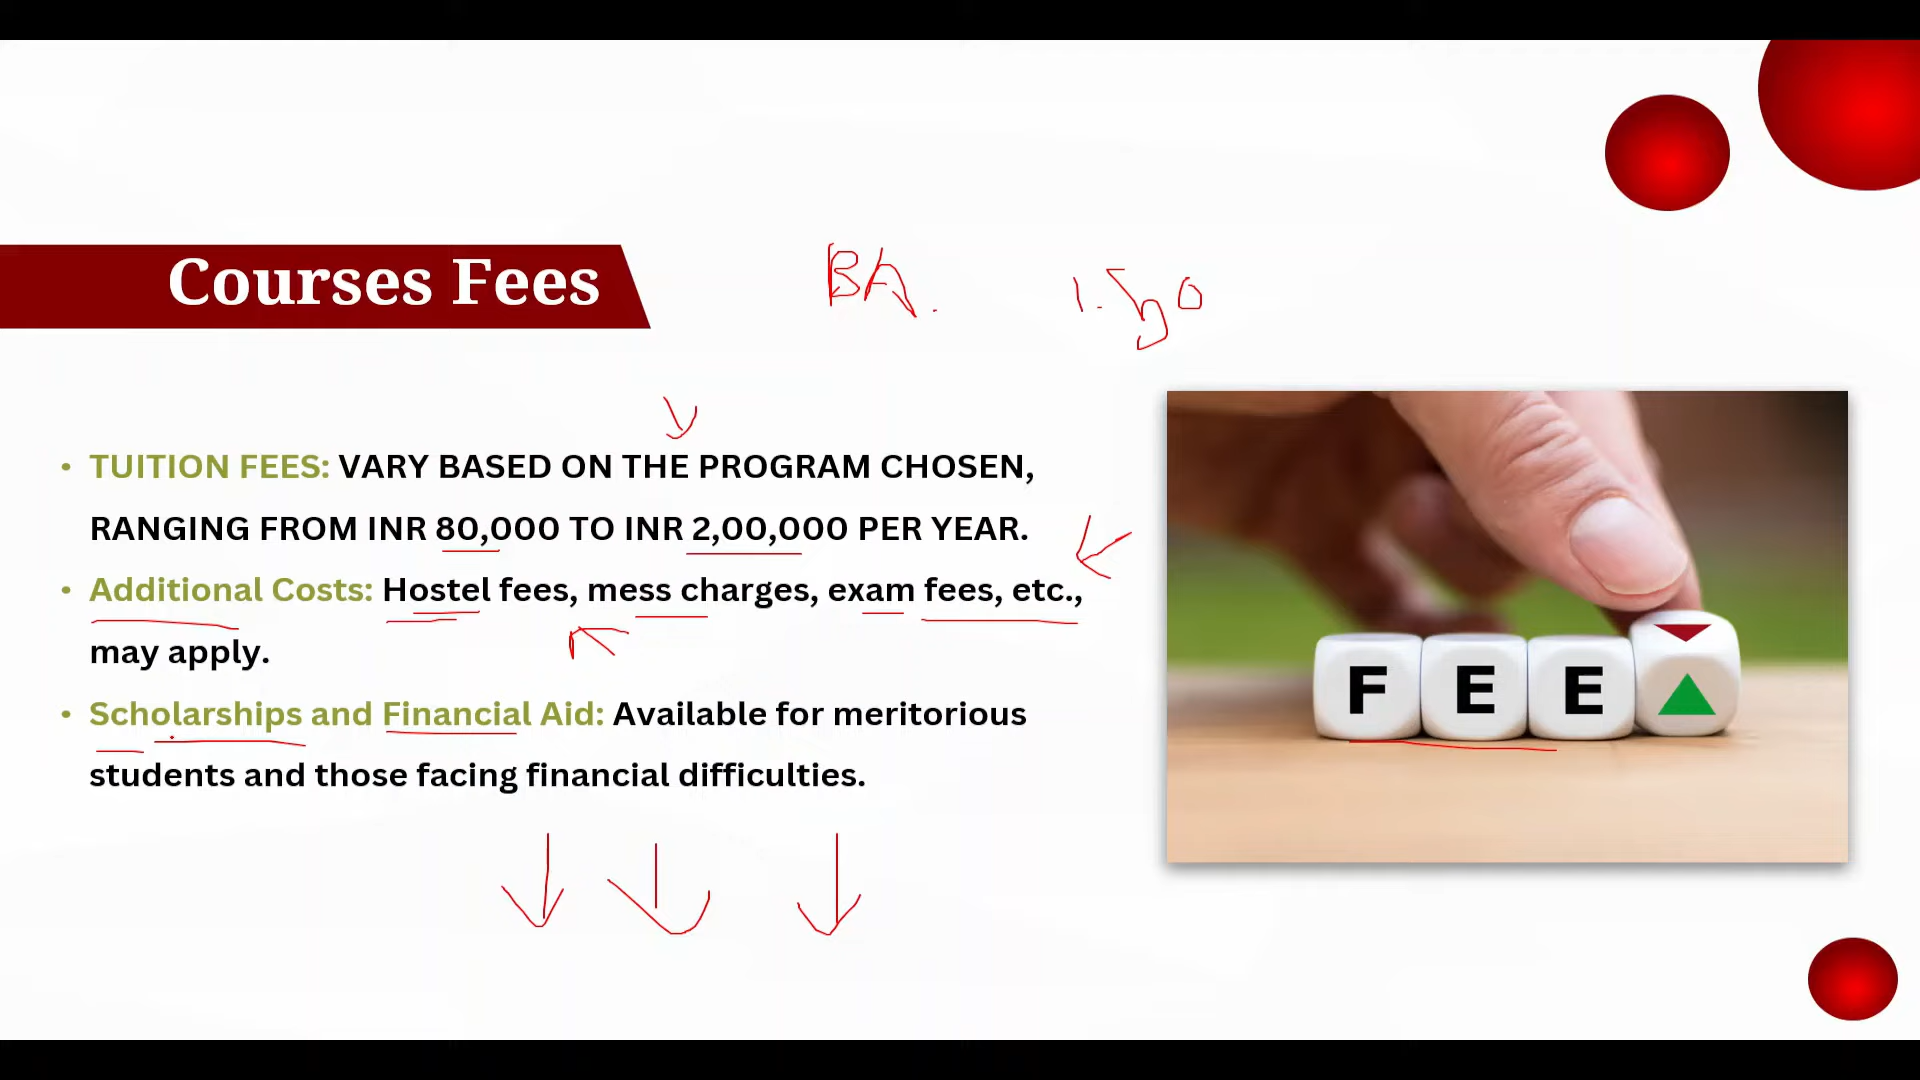 Courses Fees
BA.
• TUITION FEES: VARY BASED ON THE PROGRAM CHOSEN,
RANGING FROM INR 80,000 TO INR 2,00,000 PER YEAR.
• Additional Costs: Hostel fees, mess charges, exam fees, etc.,
may apply.
• Scholarships and Financial Aid: Available for meritorious
students and those facing financial difficulties.
FEE